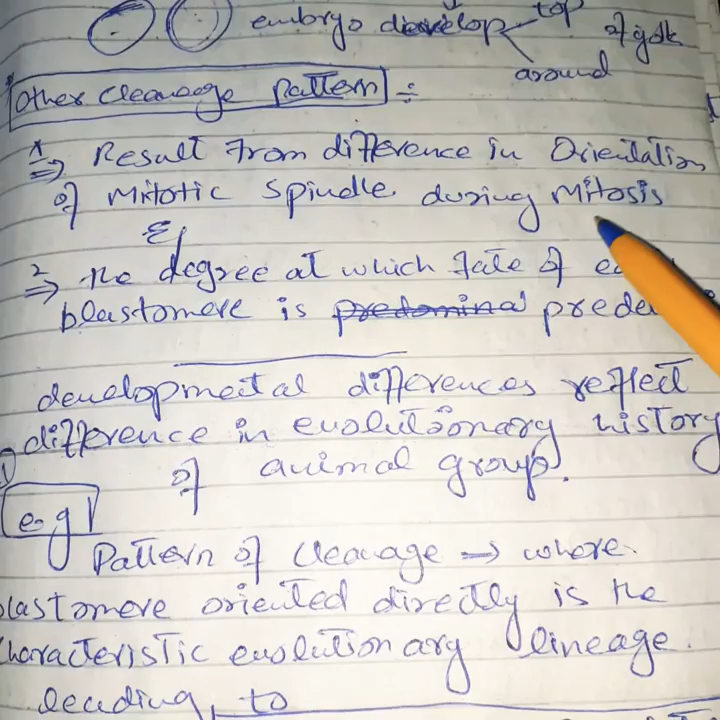 embryo develop top of yolk
around
Other cleavage pattern :
1 ⇒ Result from difference in Orientation
of Mitotic Spindle during Mitosis
&
2 ⇒ the degree at which fate of
blastomere is predominat
developmental differences reflect
difference in evolutionary history
of animal group.
e.g
Pattern of cleavage → where
blastomere oriented directly is the
characteristic evolutionary lineage.
leading to